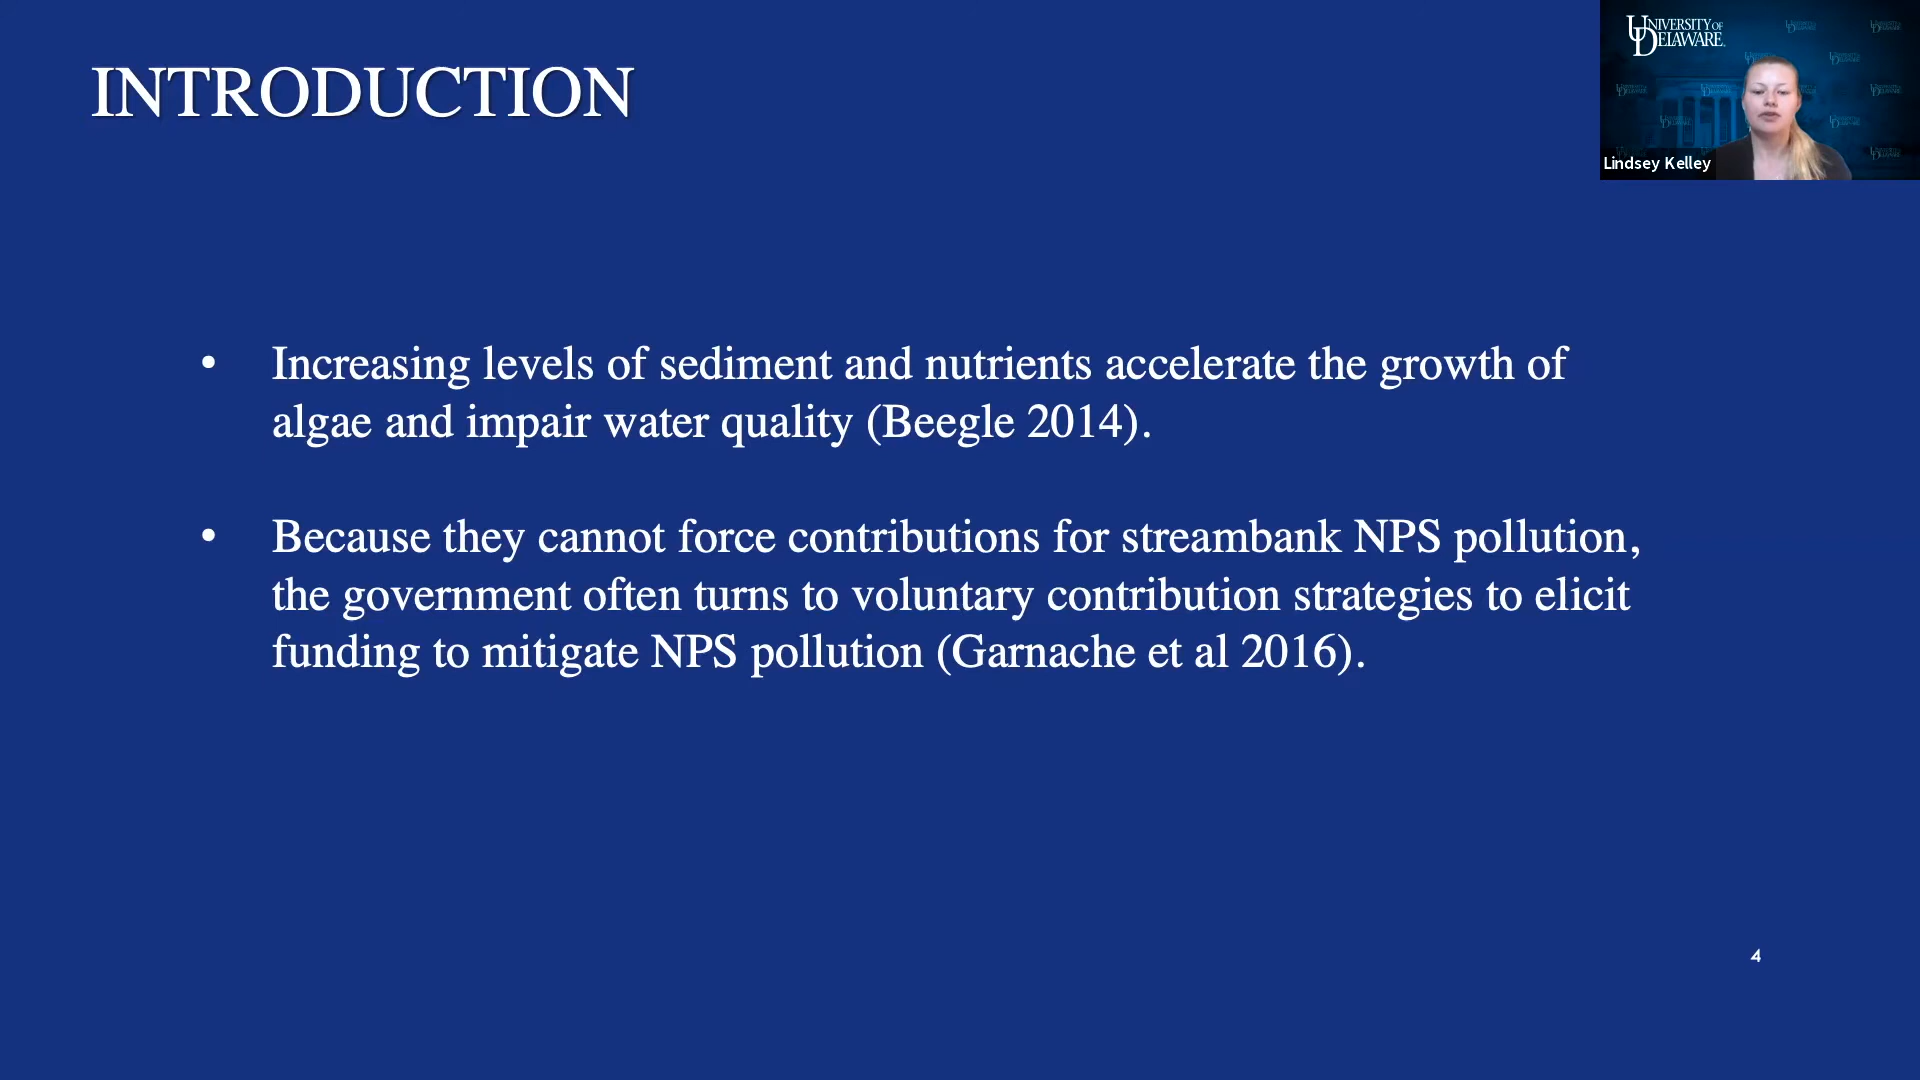 INTRODUCTION
UNIVERSITY OF
DELAWARE
Lindsey Kelley
• Increasing levels of sediment and nutrients accelerate the growth of
algae and impair water quality (Beegle 2014).
• Because they cannot force contributions for streambank NPS pollution,
the government often turns to voluntary contribution strategies to elicit
funding to mitigate NPS pollution (Garnache et al 2016).
4